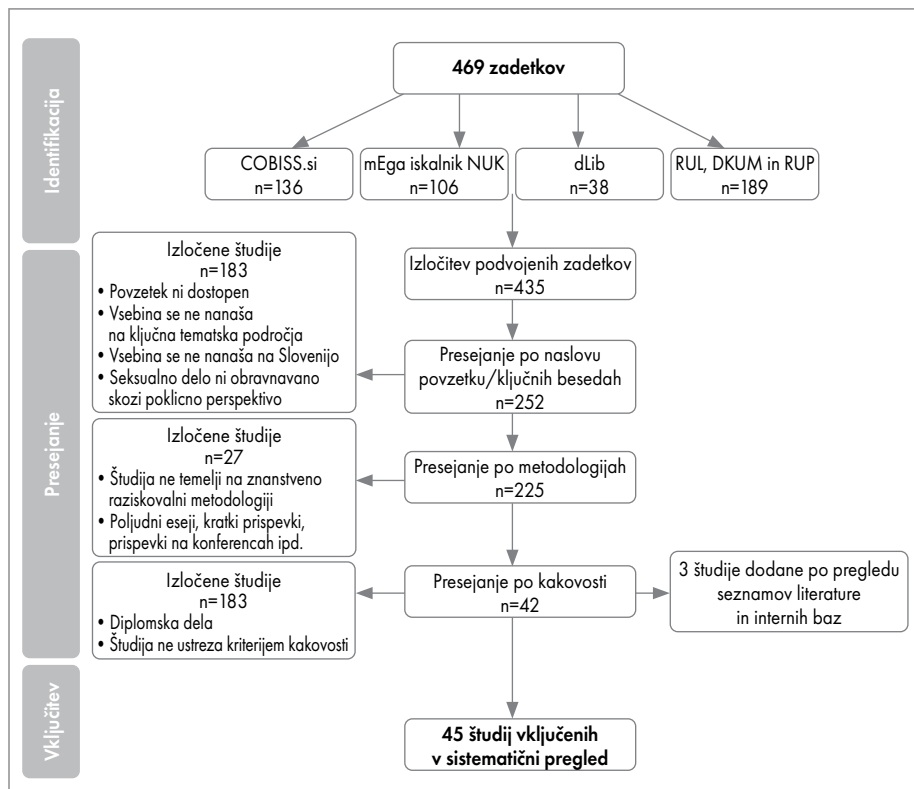 Identifikacija
469 zadetkov
COBISS.si
n=136
mEga iskalnik NUK
n=106
dLib
n=38
RUL, DKUM in RUP
n=189
Presejanje
Izločitev podvojenih zadetkov
n=435
Izločene študije
n=183
• Povzetek ni dostopen
• Vsebina se ne nanaša
na ključna tematska področja
• Vsebina se ne nanaša na Slovenijo
• Seksualno delo ni obravnavano
skozi poklicno perspektivo
Presejanje po naslovu
povzetku/ključnih besedah
n=252
Izločene študije
n=27
• Študija ne temelji na znanstveno
raziskovalni metodologiji
• Poljudni eseji, kratki prispevki,
prispevki na konferencah ipd.
Presejanje po metodologijah
n=225
Izločene študije
n=183
• Diplomska dela
• Študija ne ustreza kriterijem kakovosti
Presejanje po kakovosti
n=42
3 študije dodane po pregledu
seznamov literature
in internih baz
Vključitev
45 študij vključenih
v sistematični pregled